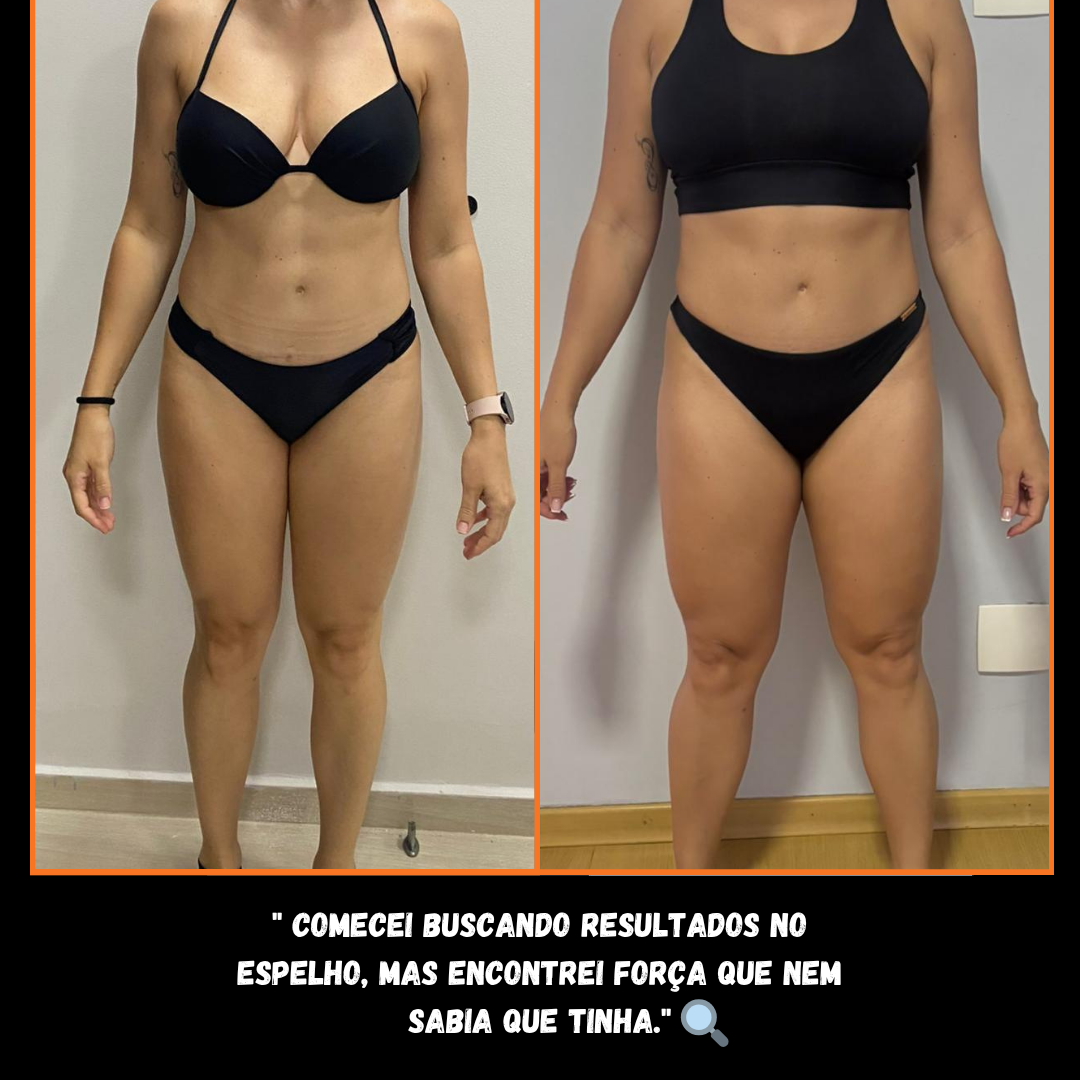 " COMECEI BUSCANDO RESULTADOS NO
ESPELHO, MAS ENCONTREI FORÇA QUE NEM
SABIA QUE TINHA."